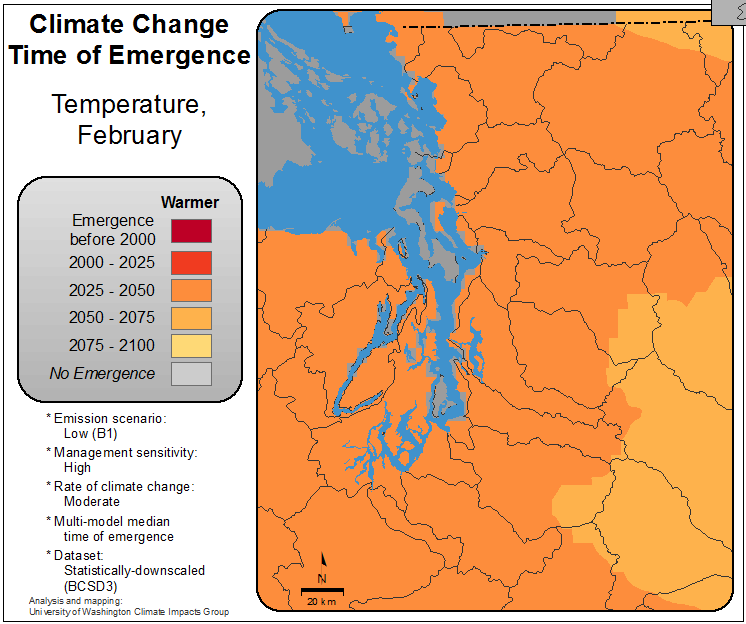 Climate Change
Time of Emergence
Temperature,
February
Warmer
Emergence
before 2000
2000 - 2025
2025 - 2050
2050 - 2075
2075 - 2100
No Emergence
* Emission scenario:
Low (B1)
* Management sensitivity:
High
* Rate of climate change:
Moderate
* Multi-model median
time of emergence
* Dataset:
Statistically-downscaled
(BCSD3)
Analysis and mapping:
University of Washington Climate Impacts Group
N
20 km